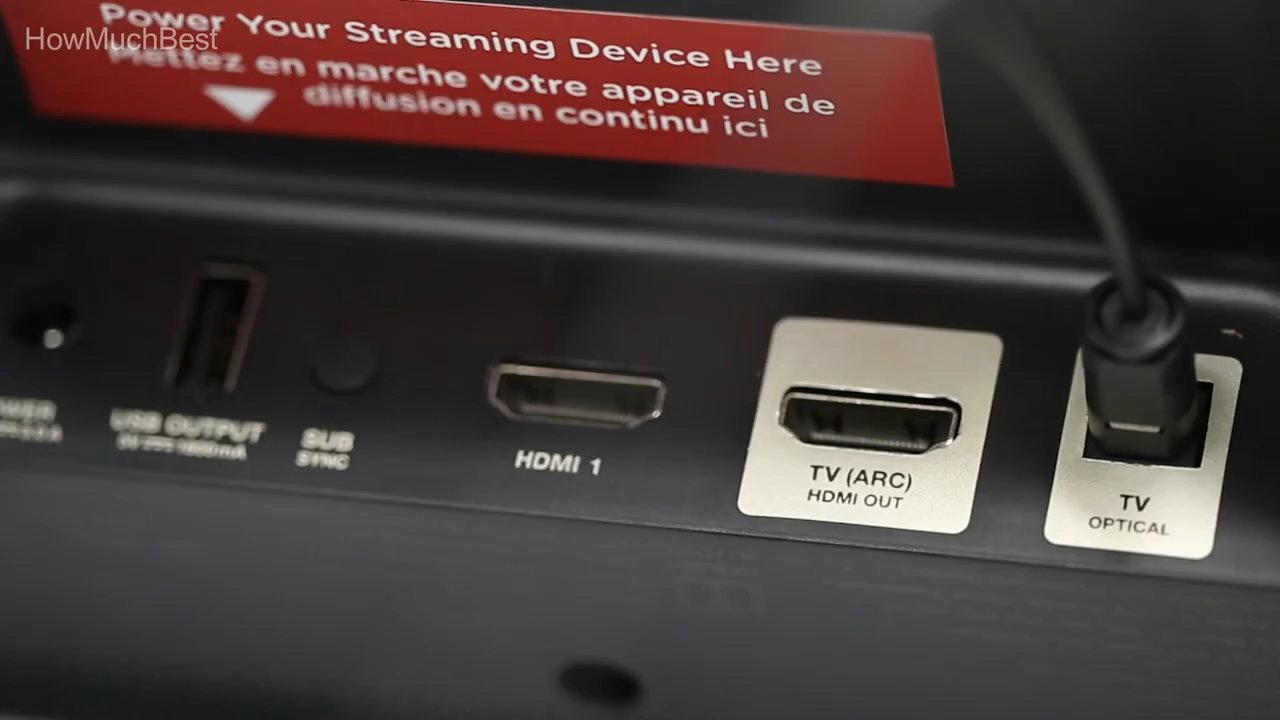 HowMuchBest
Power Your Streaming Device Here
Mettez en marche votre appareil de
diffusion en continu ici
USB OUTPUT
SUB
SYNC
HDMI 1
TV (ARC)
HDMI OUT
TV
OPTICAL